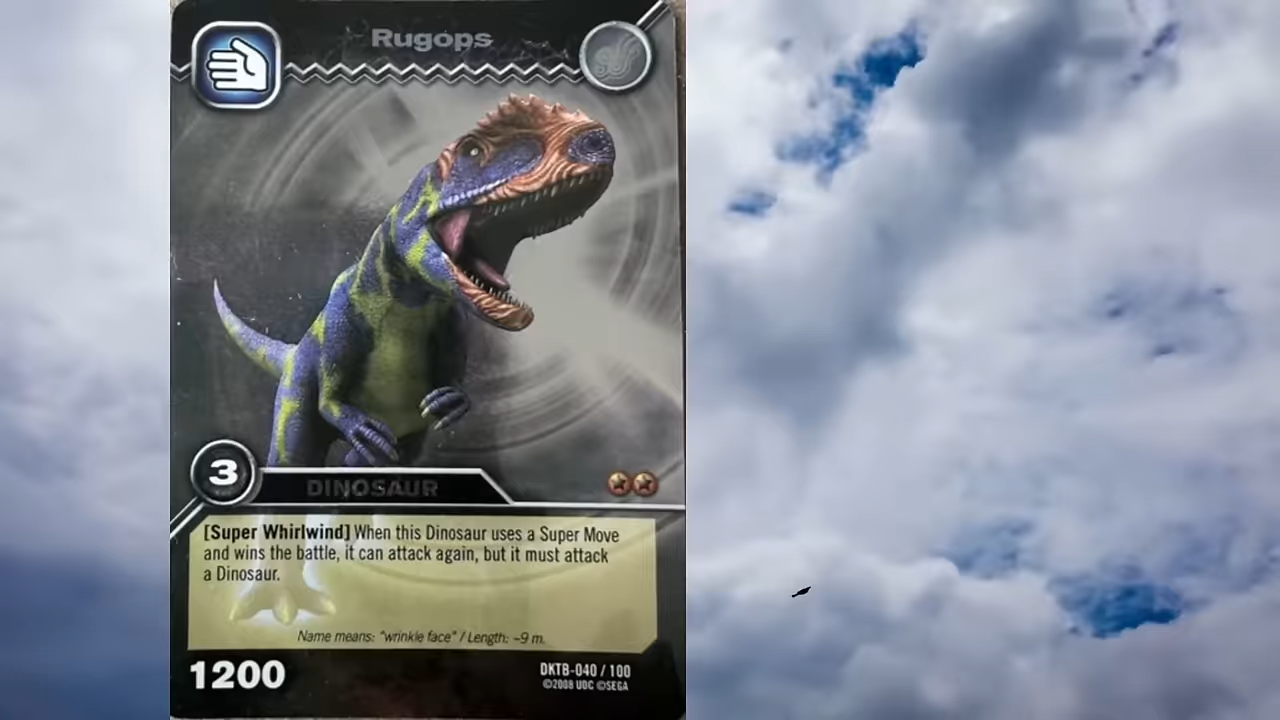 Rugops
3
DINOSAUR
[Super Whirlwind] When this Dinosaur uses a Super Move
and wins the battle, it can attack again, but it must attack
a Dinosaur.
Name means: "wrinkle face" / Length: ~9 m.
1200
DKTB-040 / 100
©2008 UDC ©SEGA